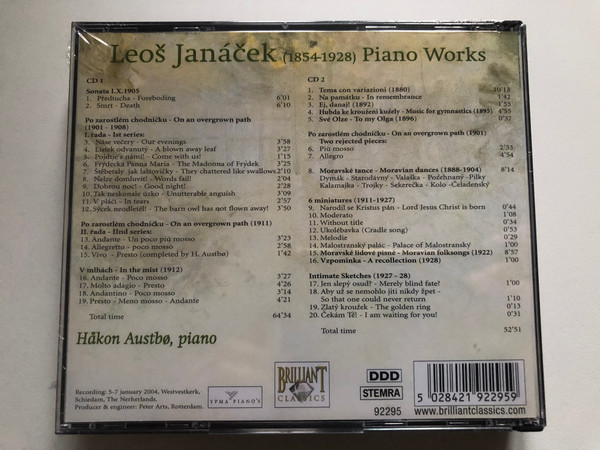 Leoš Janáček (1854-1928) Piano Works
CD 1
Sonata I.X.1905
1. Předtucha - Foreboding 6'01
2. Smrt - Death 6'10
Po zarostlém chodníčku - On an overgrown path
(1901 - 1908)
I. řada - Ist series:
3. Naše večery - Our evenings 3'58
4. Lístek odvanutý - A blown away leaf 3'27
5. Pojďte s námi! - Come with us! 1'15
6. Frýdecká Panna Maria - The Madonna of Frýdek 3'25
7. Štěbetaly jak laštovičky - They chattered like swallows 2'10
8. Nelze domluvit! - Words fail! 2'04
9. Dobrou noc! - Good night! 2'28
10. Tak neskonale úzko - Unutterable anguish 3'09
11. V pláči - In tears 2'57
12. Sýček neodletěl! - The barn owl has not flown away! 3'50
Po zarostlém chodníčku - On an overgrown path (1911)
II. řada - IInd series:
13. Andante - Un poco più mosso 3'23
14. Allegretto - poco mosso 2'58
15. Vivo - Presto (completed by H. Austbø) 1'42
V mlhách - In the mist (1912)
16. Andante - Poco mosso 3'27
17. Molto adagio - Presto 4'26
18. Andantino - Poco mosso 3'14
19. Presto - Meno mosso - Andante 4'21
Total time 64'34
Håkon Austbø, piano
CD 2
1. Tema con variazioni (1880) 10'13
2. Na památku - In remembrance 1'42
3. Ej, danaj! (1892) 1'55
4. Hubda ke kroužení kužely - Music for gymnastics (1893) 4'55
5. Své Olze - To my Olga (1896) 0'32
Po zarostlém chodníčku - On an overgrown path (1901)
Two rejected pieces:
6. Più mosso 2'33
7. Allegro 4'54
8. Moravské tance - Moravian dances (1888-1904) 8'14
Dymák - Starodávný - Valaška - Požehnaný - Pilky
Kalamajka - Trojky - Sekerečka - Kolo - Čeladenský
6 miniatures (1911-1927)
9. Narodil se Kristus pán - Lord Jesus Christ is born 0'44
10. Moderato 1'08
11. Without title 0'34
12. Ukolébavka (Cradle song) 0'53
13. Melodie 0'29
14. Malostranský palác - Palace of Malostranský 1'00
15. Moravské lidové písně - Moravian folksongs (1922) 8'57
16. Vzpomínka - A recollection (1928) 1'00
Intimate Sketches (1927 - 28)
17. Jen slepý osud? - Merely blind fate? 1'00
18. Aby už se nemohlo jíti nikdy zpet -
So that one could never return 1'10
19. Zlatý kroužek - The golden ring 0'31
20. Čekám Tě! - I am waiting for you! 0'31
Total time 52'51
Recording: 5-7 january 2004, Westvestkerk,
Schiedam, The Netherlands.
Producer & engineer: Peter Arts, Rotterdam.
YPMA PIANO'S
BRILLIANT
CLASSICS
DDD
STEMRA
92295
5 028421 922959
www.brilliantclassics.com